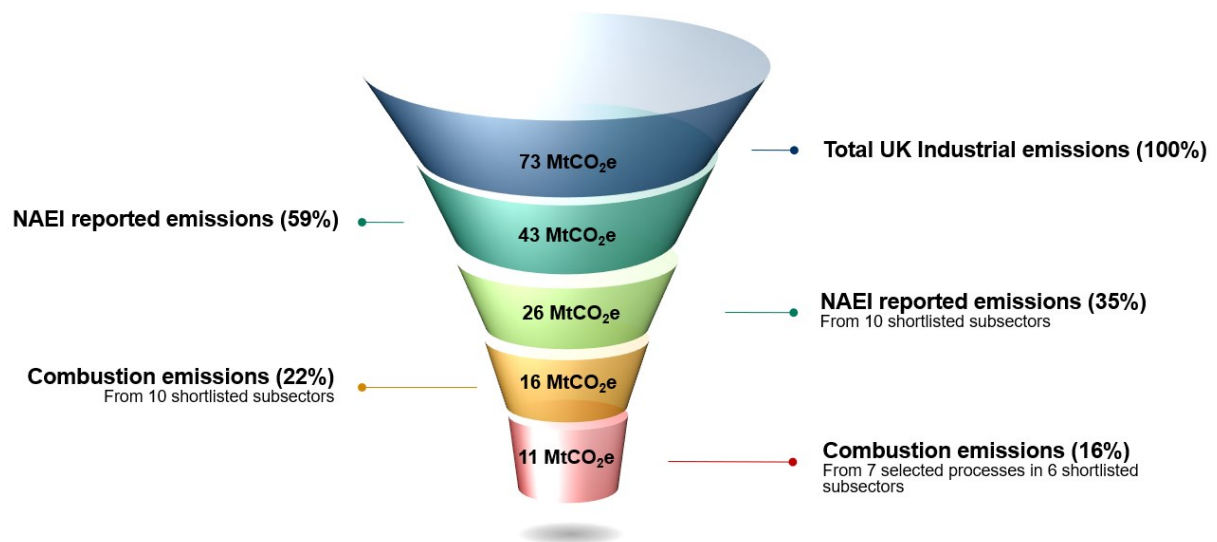 73 MtCO₂e
Total UK Industrial emissions (100%)
NAEI reported emissions (59%)
43 MtCO₂e
26 MtCO₂e
NAEI reported emissions (35%)
From 10 shortlisted subsectors
Combustion emissions (22%)
From 10 shortlisted subsectors
16 MtCO₂e
11 MtCO₂e
Combustion emissions (16%)
From 7 selected processes in 6 shortlisted
subsectors